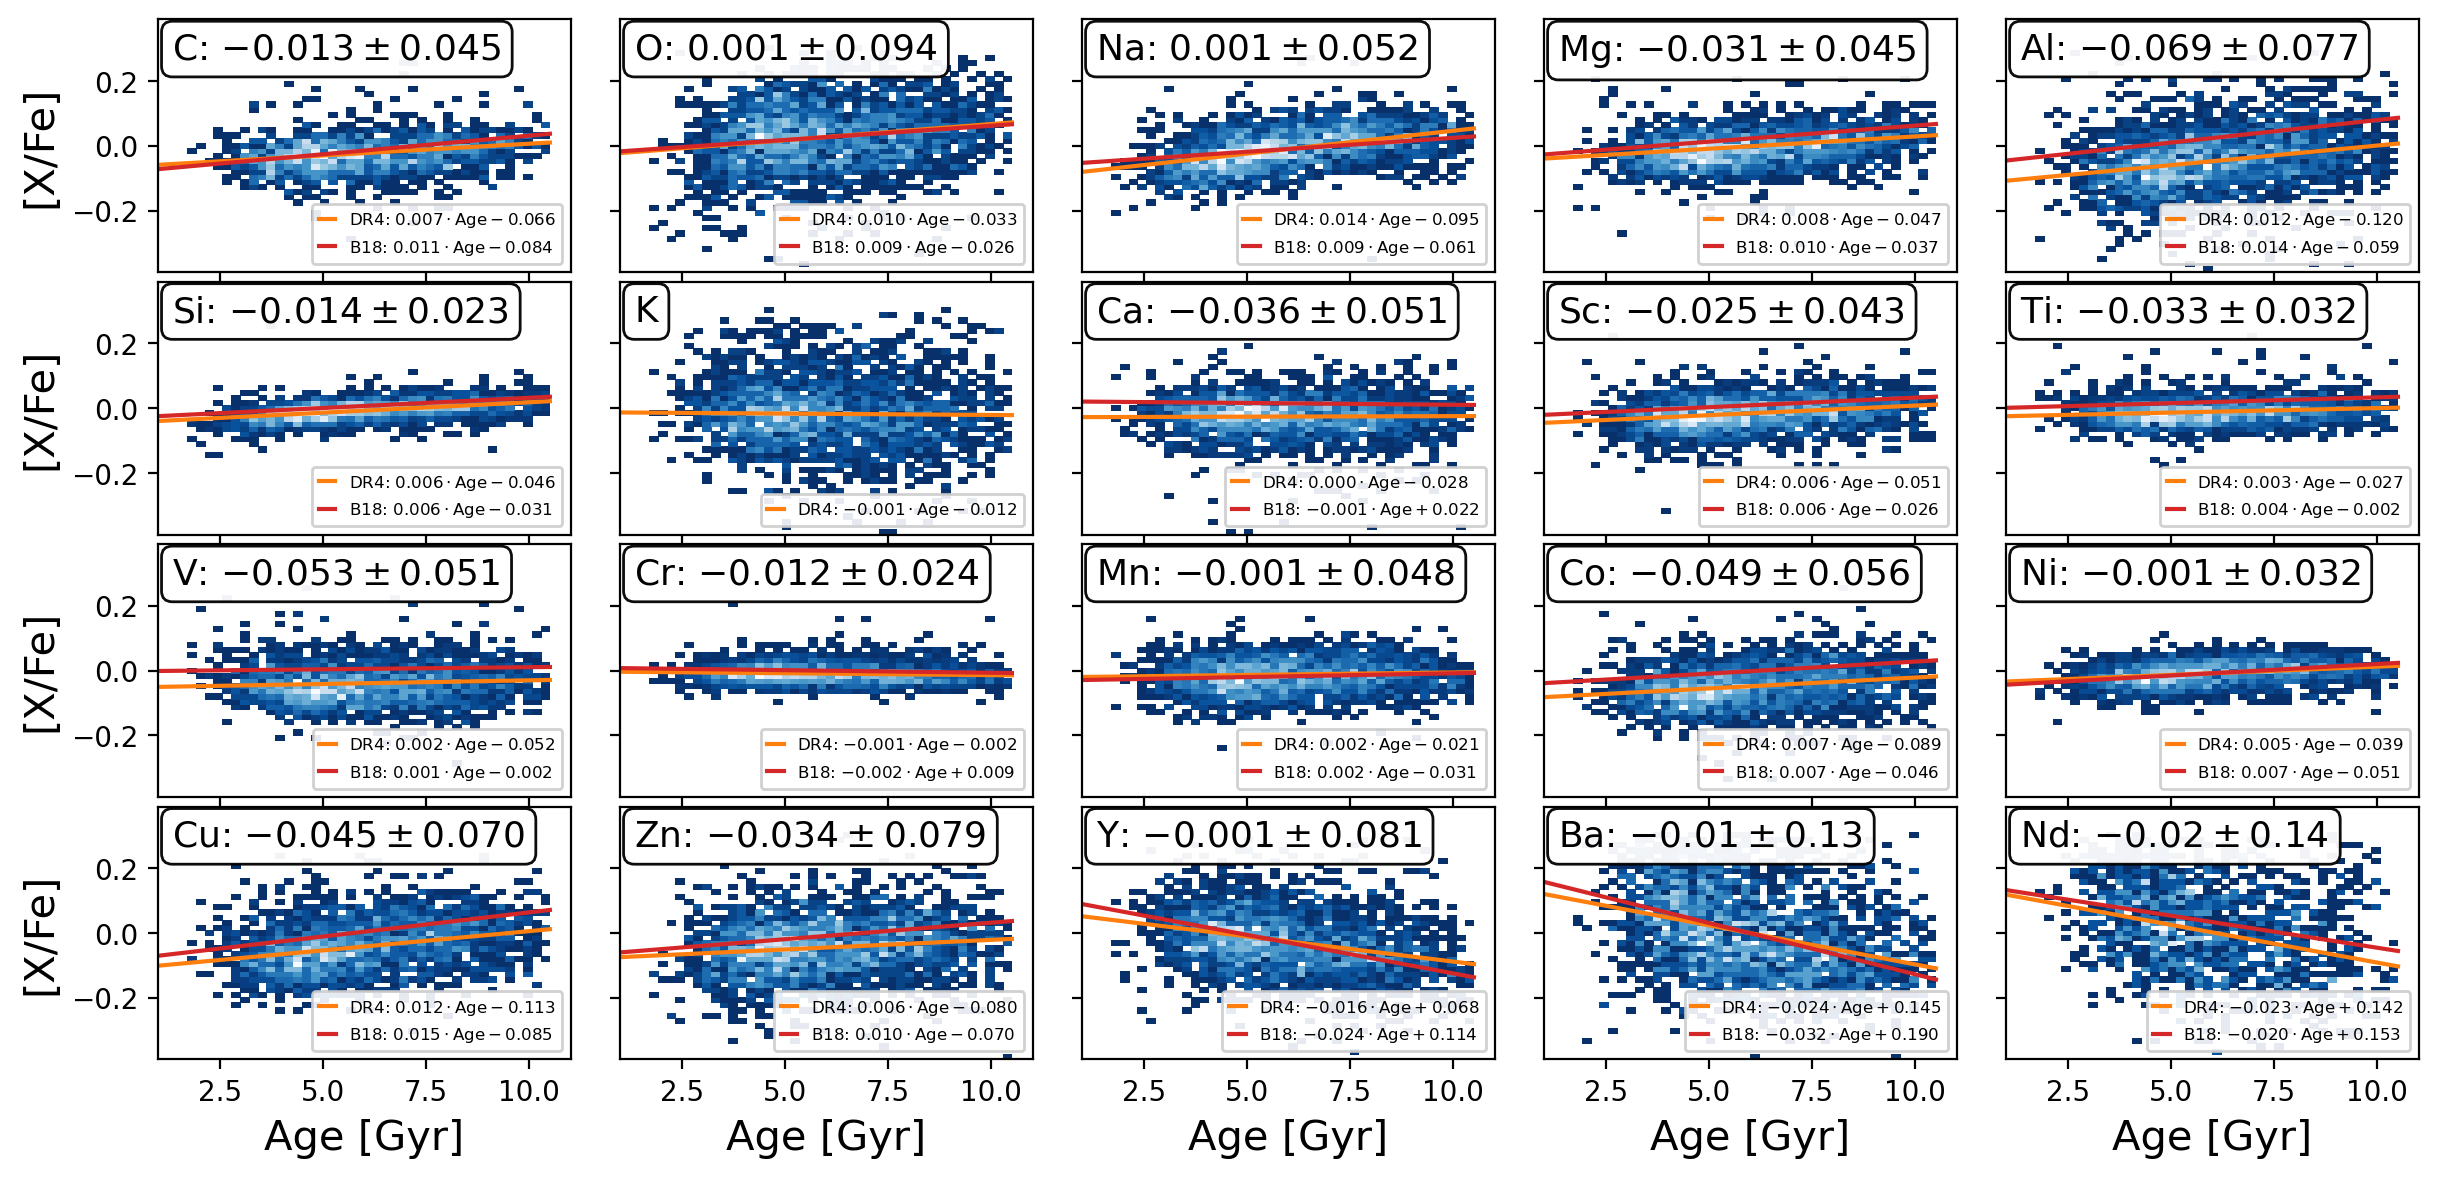 C: −0.013 ± 0.045
O: 0.001 ± 0.094
Na: 0.001 ± 0.052
Mg: −0.031 ± 0.045
Al: −0.069 ± 0.077
[X/Fe]
0.2
0.0
−0.2
DR4: 0.007 · Age − 0.066
B18: 0.011 · Age − 0.084
DR4: 0.010 · Age − 0.033
B18: 0.009 · Age − 0.026
DR4: 0.014 · Age − 0.095
B18: 0.009 · Age − 0.061
DR4: 0.008 · Age − 0.047
B18: 0.010 · Age − 0.037
DR4: 0.012 · Age − 0.120
B18: 0.014 · Age − 0.059
Si: −0.014 ± 0.023
K
Ca: −0.036 ± 0.051
Sc: −0.025 ± 0.043
Ti: −0.033 ± 0.032
[X/Fe]
0.2
0.0
−0.2
DR4: 0.006 · Age − 0.046
B18: 0.006 · Age − 0.031
DR4: −0.001 · Age − 0.012
DR4: 0.000 · Age − 0.028
B18: −0.001 · Age + 0.022
DR4: 0.006 · Age − 0.051
B18: 0.006 · Age − 0.026
DR4: 0.003 · Age − 0.027
B18: 0.004 · Age − 0.002
V: −0.053 ± 0.051
Cr: −0.012 ± 0.024
Mn: −0.001 ± 0.048
Co: −0.049 ± 0.056
Ni: −0.001 ± 0.032
[X/Fe]
0.2
0.0
−0.2
DR4: 0.002 · Age − 0.052
B18: 0.001 · Age − 0.002
DR4: −0.001 · Age − 0.002
B18: −0.002 · Age + 0.009
DR4: 0.002 · Age − 0.021
B18: 0.002 · Age − 0.031
DR4: 0.007 · Age − 0.089
B18: 0.007 · Age − 0.046
DR4: 0.005 · Age − 0.039
B18: 0.007 · Age − 0.051
Cu: −0.045 ± 0.070
Zn: −0.034 ± 0.079
Y: −0.001 ± 0.081
Ba: −0.01 ± 0.13
Nd: −0.02 ± 0.14
[X/Fe]
0.2
0.0
−0.2
DR4: 0.012 · Age − 0.113
B18: 0.015 · Age − 0.085
DR4: 0.006 · Age − 0.080
B18: 0.010 · Age − 0.070
DR4: −0.016 · Age + 0.068
B18: −0.024 · Age + 0.114
DR4: −0.024 · Age + 0.145
B18: −0.032 · Age + 0.190
DR4: −0.023 · Age + 0.142
B18: −0.020 · Age + 0.153
2.5 5.0 7.5 10.0
2.5 5.0 7.5 10.0
2.5 5.0 7.5 10.0
2.5 5.0 7.5 10.0
2.5 5.0 7.5 10.0
Age [Gyr]
Age [Gyr]
Age [Gyr]
Age [Gyr]
Age [Gyr]